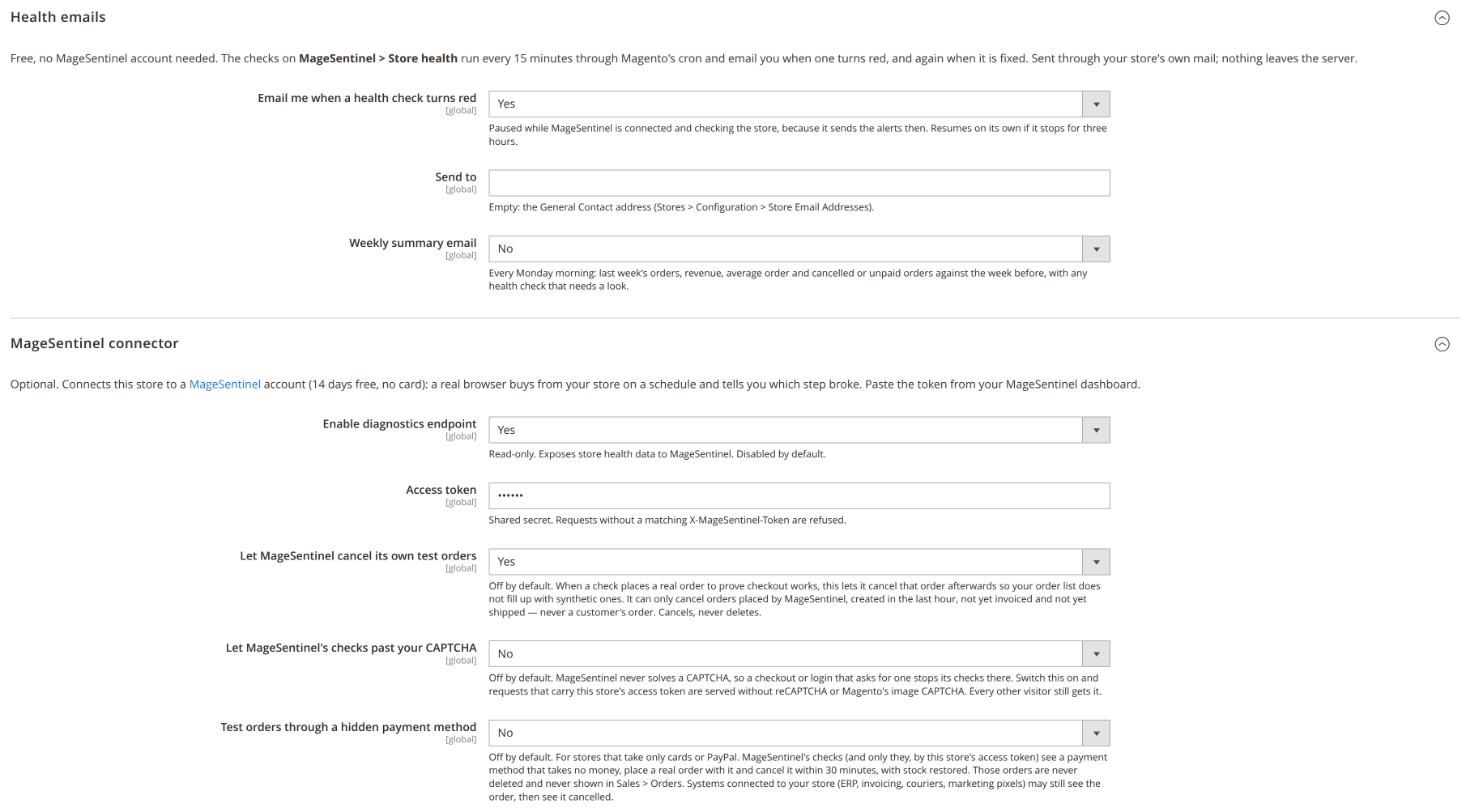 Health emails
Free, no MageSentinel account needed. The checks on MageSentinel > Store health run every 15 minutes through Magento's cron and email you when one turns red, and again when it is fixed. Sent through your store's own mail; nothing leaves the server.
Email me when a health check turns red
[global]
Yes
Paused while MageSentinel is connected and checking the store, because it sends the alerts then. Resumes on its own if it stops for three
hours.
Send to
[global]
Empty: the General Contact address (Stores > Configuration > Store Email Addresses).
Weekly summary email
[global]
No
Every Monday morning: last week's orders, revenue, average order and cancelled or unpaid orders against the week before, with any
health check that needs a look.
MageSentinel connector
Optional. Connects this store to a MageSentinel account (14 days free, no card): a real browser buys from your store on a schedule and tells you which step broke. Paste the token from your MageSentinel dashboard.
Enable diagnostics endpoint
[global]
Yes
Read-only. Exposes store health data to MageSentinel. Disabled by default.
Access token
[global]
••••••
Shared secret. Requests without a matching X-MageSentinel-Token are refused.
Let MageSentinel cancel its own test orders
[global]
Yes
Off by default. When a check places a real order to prove checkout works, this lets it cancel that order afterwards so your order list does
not fill up with synthetic ones. It can only cancel orders placed by MageSentinel, created in the last hour, not yet invoiced and not yet
shipped — never a customer's order. Cancels, never deletes.
Let MageSentinel's checks past your CAPTCHA
[global]
No
Off by default. MageSentinel never solves a CAPTCHA, so a checkout or login that asks for one stops its checks there. Switch this on and
requests that carry this store's access token are served without reCAPTCHA or Magento's image CAPTCHA. Every other visitor still gets it.
Test orders through a hidden payment method
[global]
No
Off by default. For stores that take only cards or PayPal. MageSentinel's checks (and only they, by this store's access token) see a payment
method that takes no money, place a real order with it and cancel it within 30 minutes, with stock restored. Those orders are never
deleted and never shown in Sales > Orders. Systems connected to your store (ERP, invoicing, couriers, marketing pixels) may still see the
order, then see it cancelled.